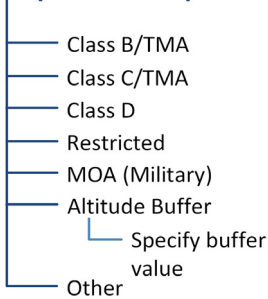 Class B/TMA
Class C/TMA
Class D
Restricted
MOA (Military)
Altitude Buffer
Specify buffer
value
Other